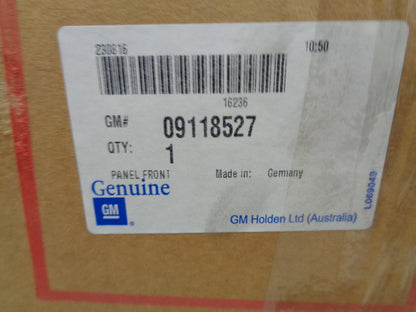 230816 10:50
16236
GM# 09118527
QTY: 1
PANEL FRONT Made in: Germany
Genuine
GM
GM Holden Ltd (Australia)
L069049